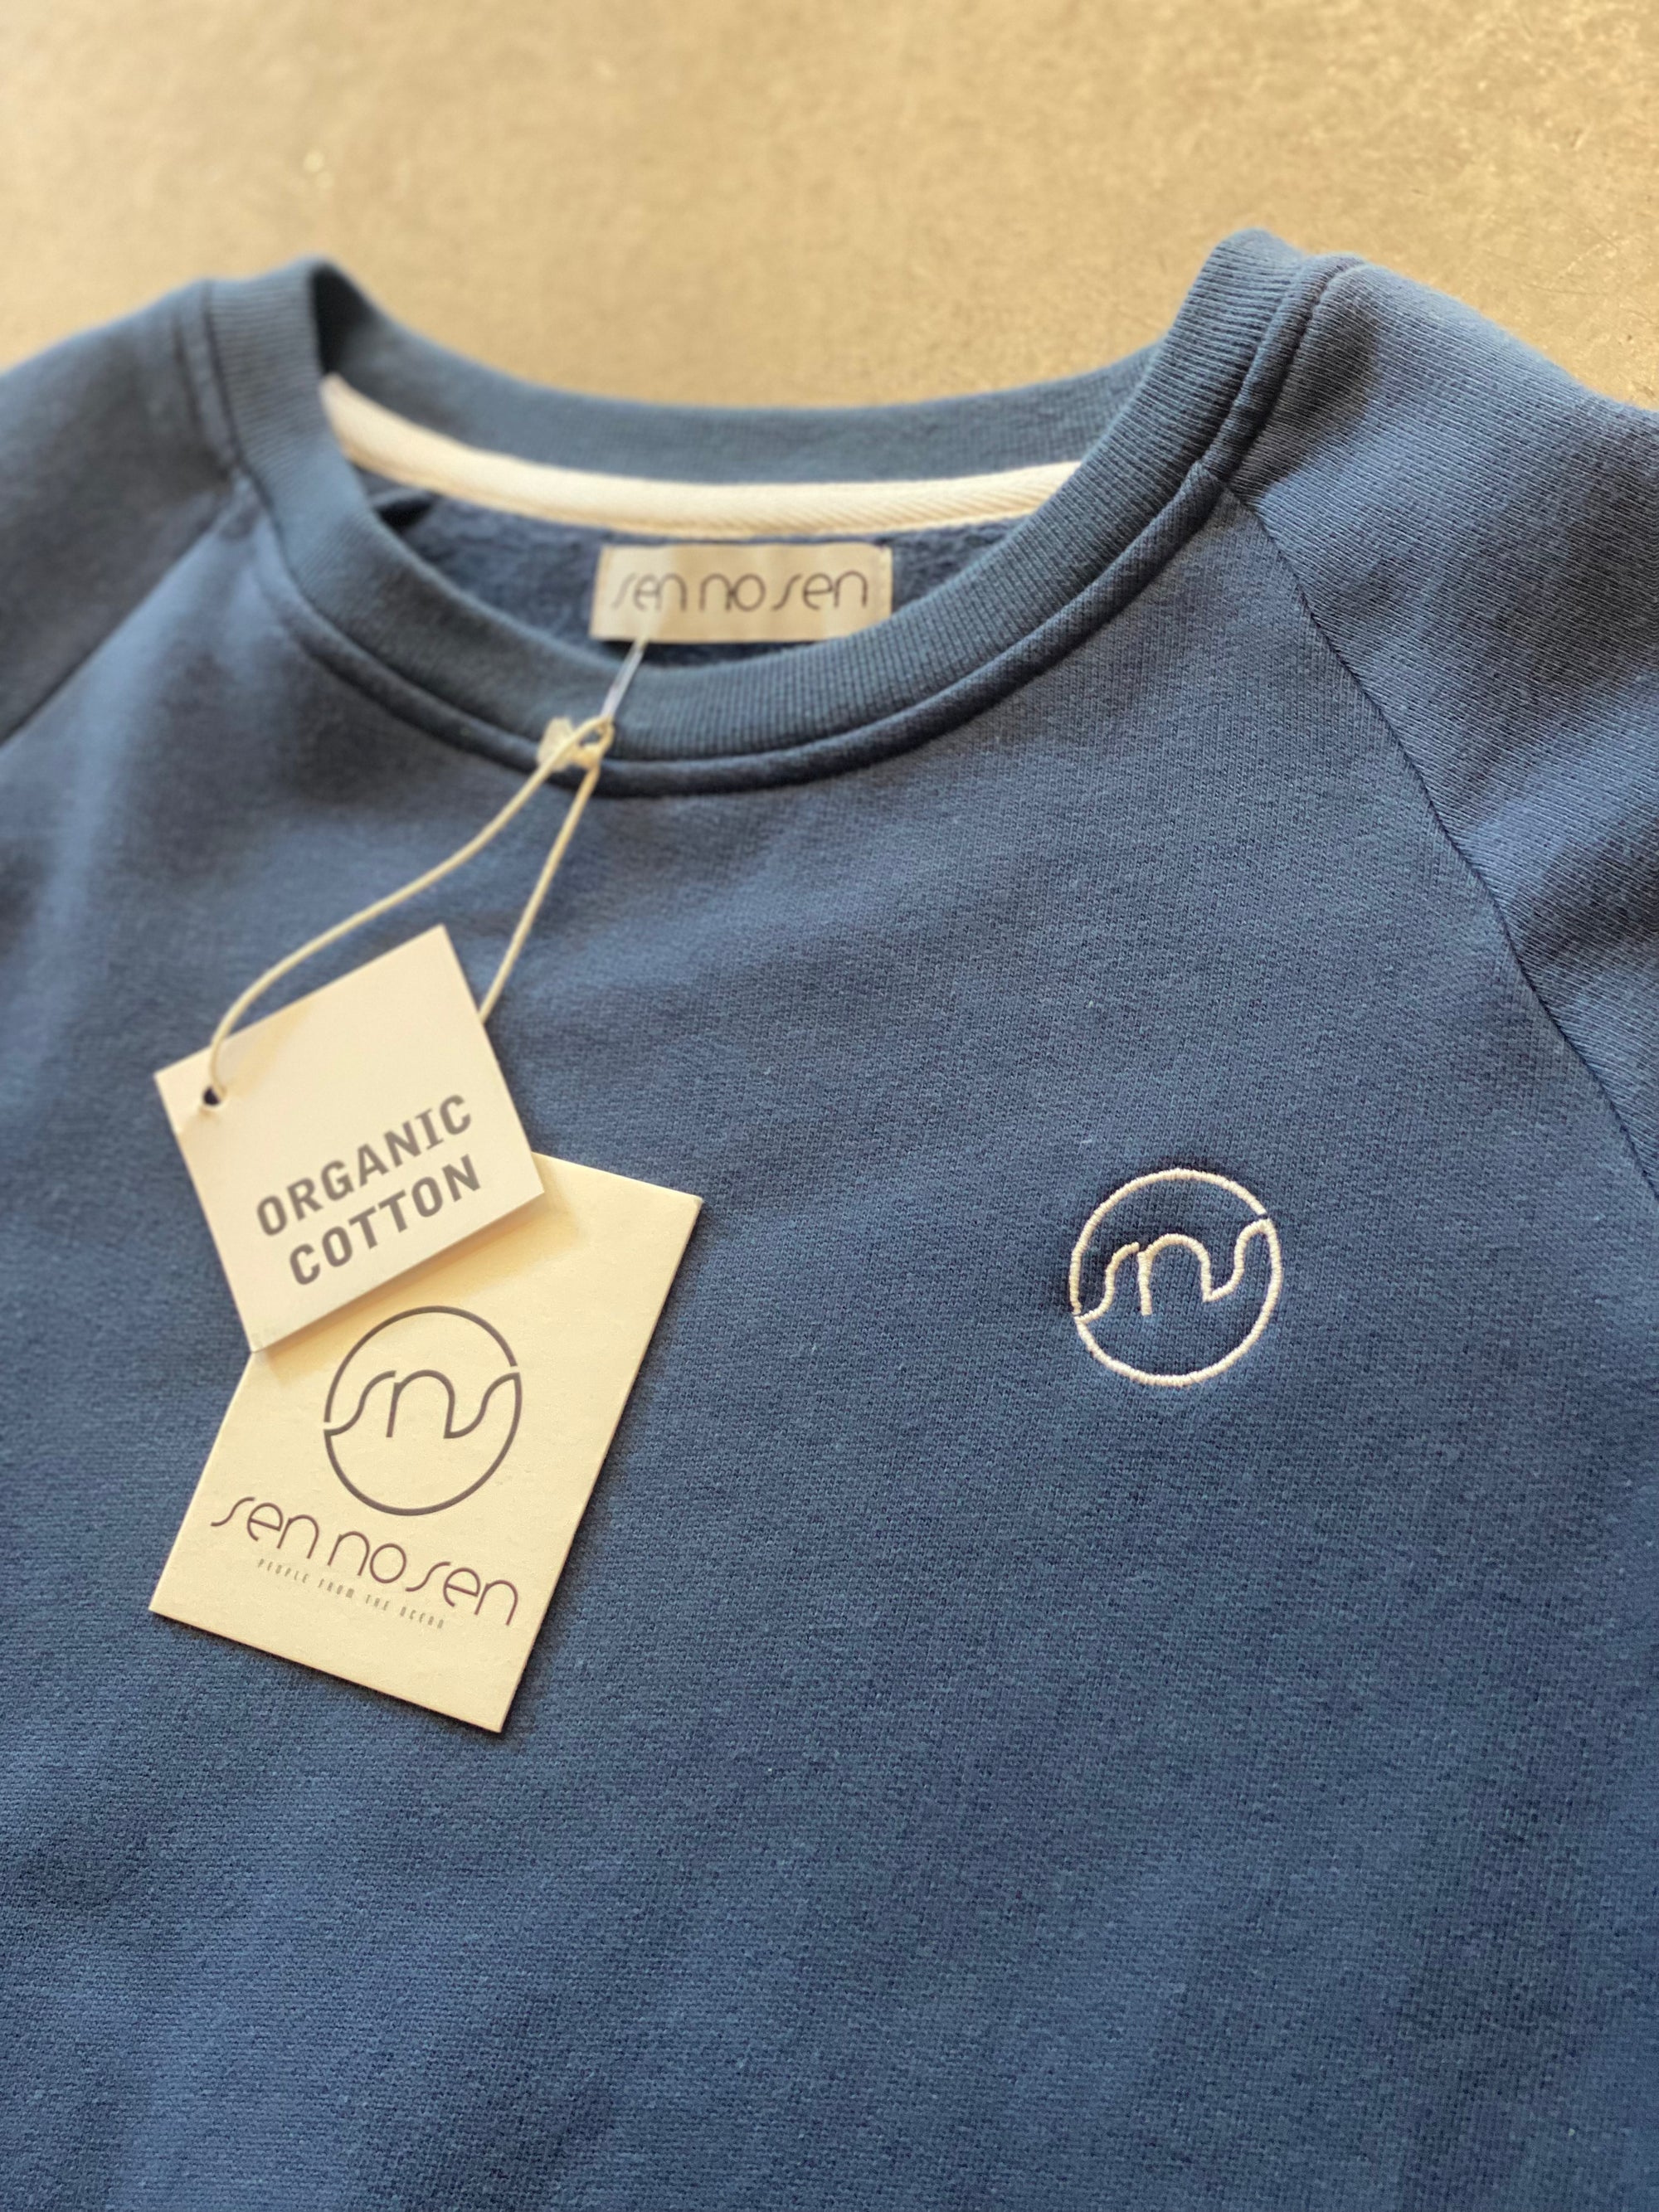 sen no sen
ORGANIC
COTTON
sns
sen no sen
PEOPLE FROM THE OCEAN
sns